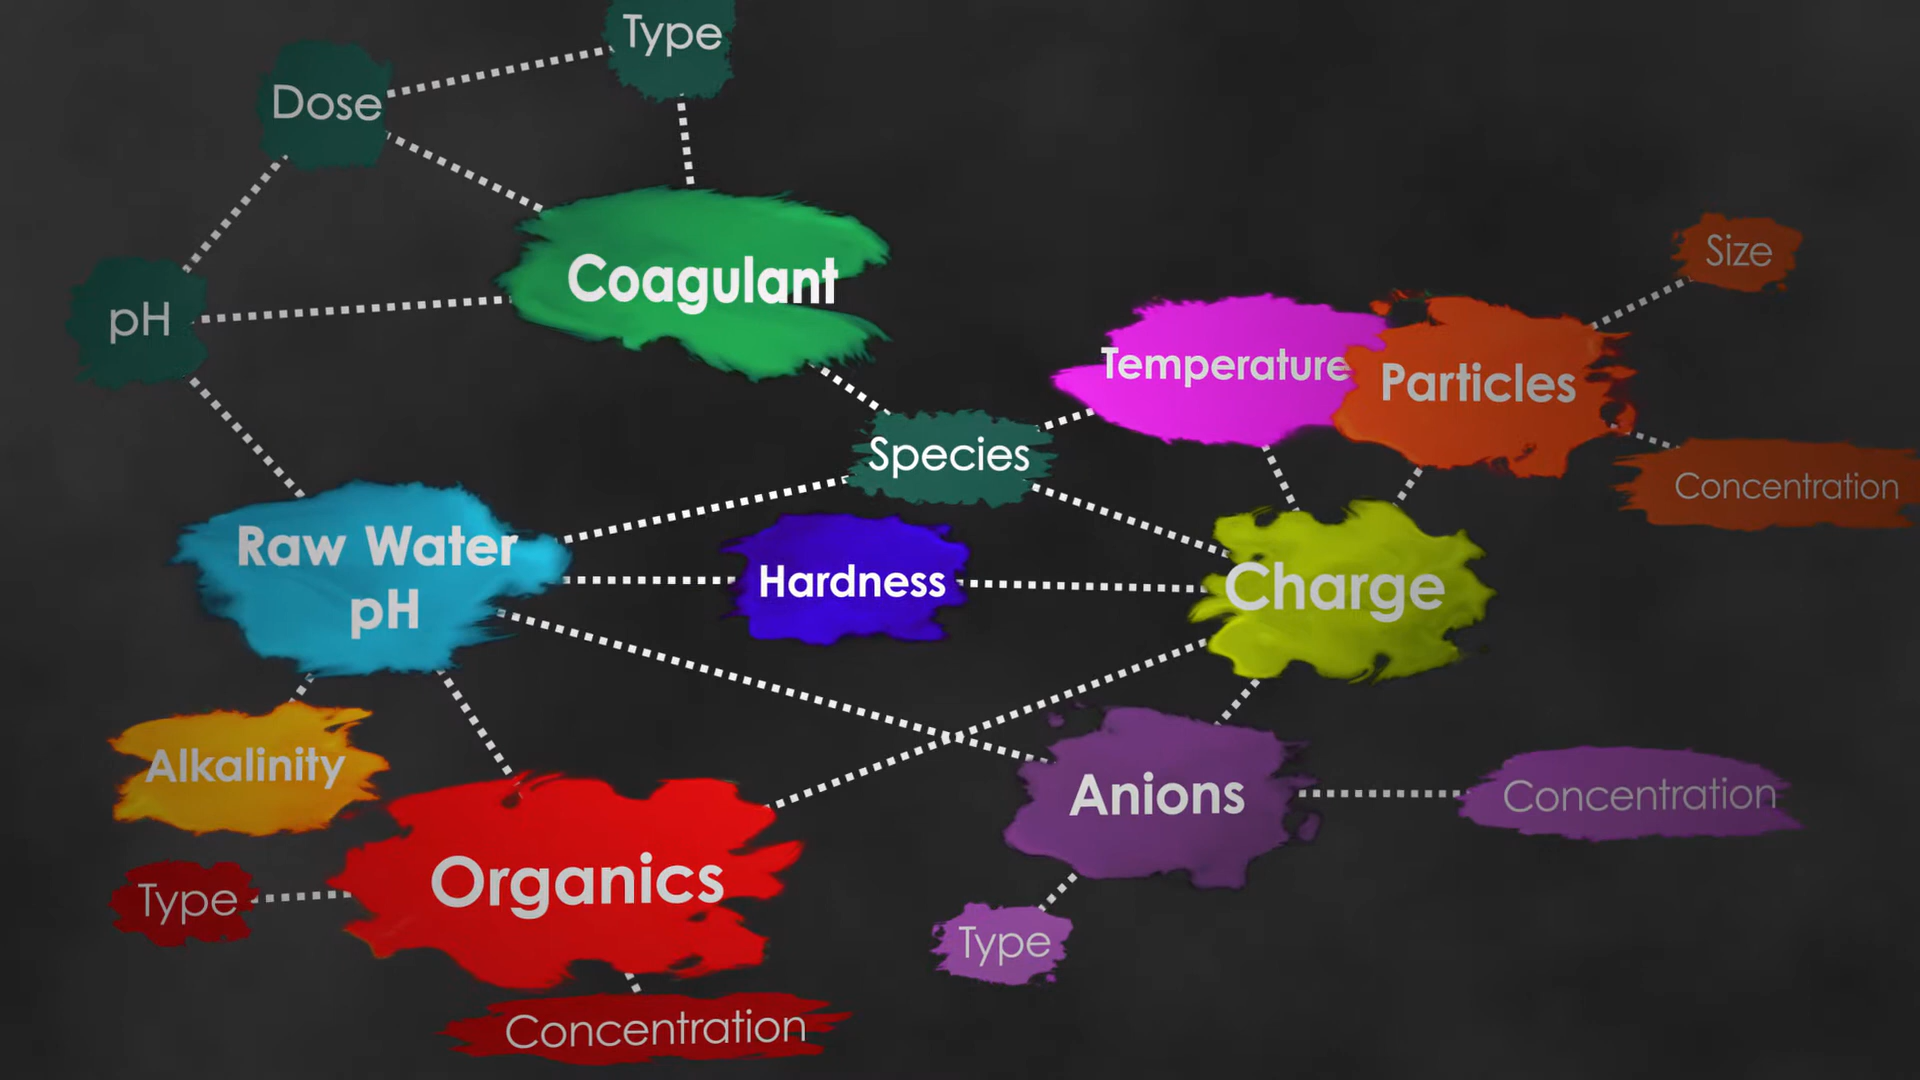 Type
Dose
Coagulant
pH
Size
Temperature
Particles
Species
Concentration
Raw Water
pH
Hardness
Charge
Alkalinity
Anions
Concentration
Organics
Type
Type
Concentration